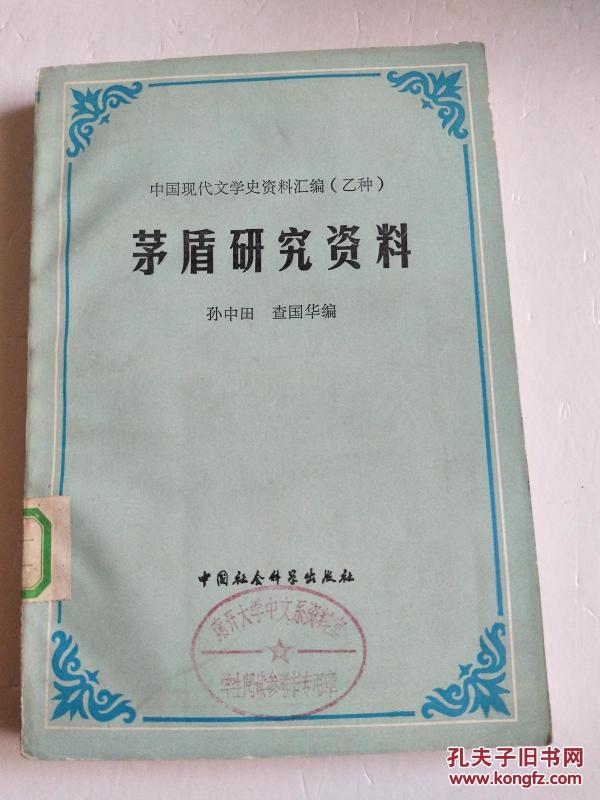 中国现代文学史资料汇编（乙种）
茅盾研究资料
孙中田 查国华编
中国社会科学出版社
南开大学中文系资料室
学生阅读参考书专用章
孔夫子旧书网
www.kongfz.com